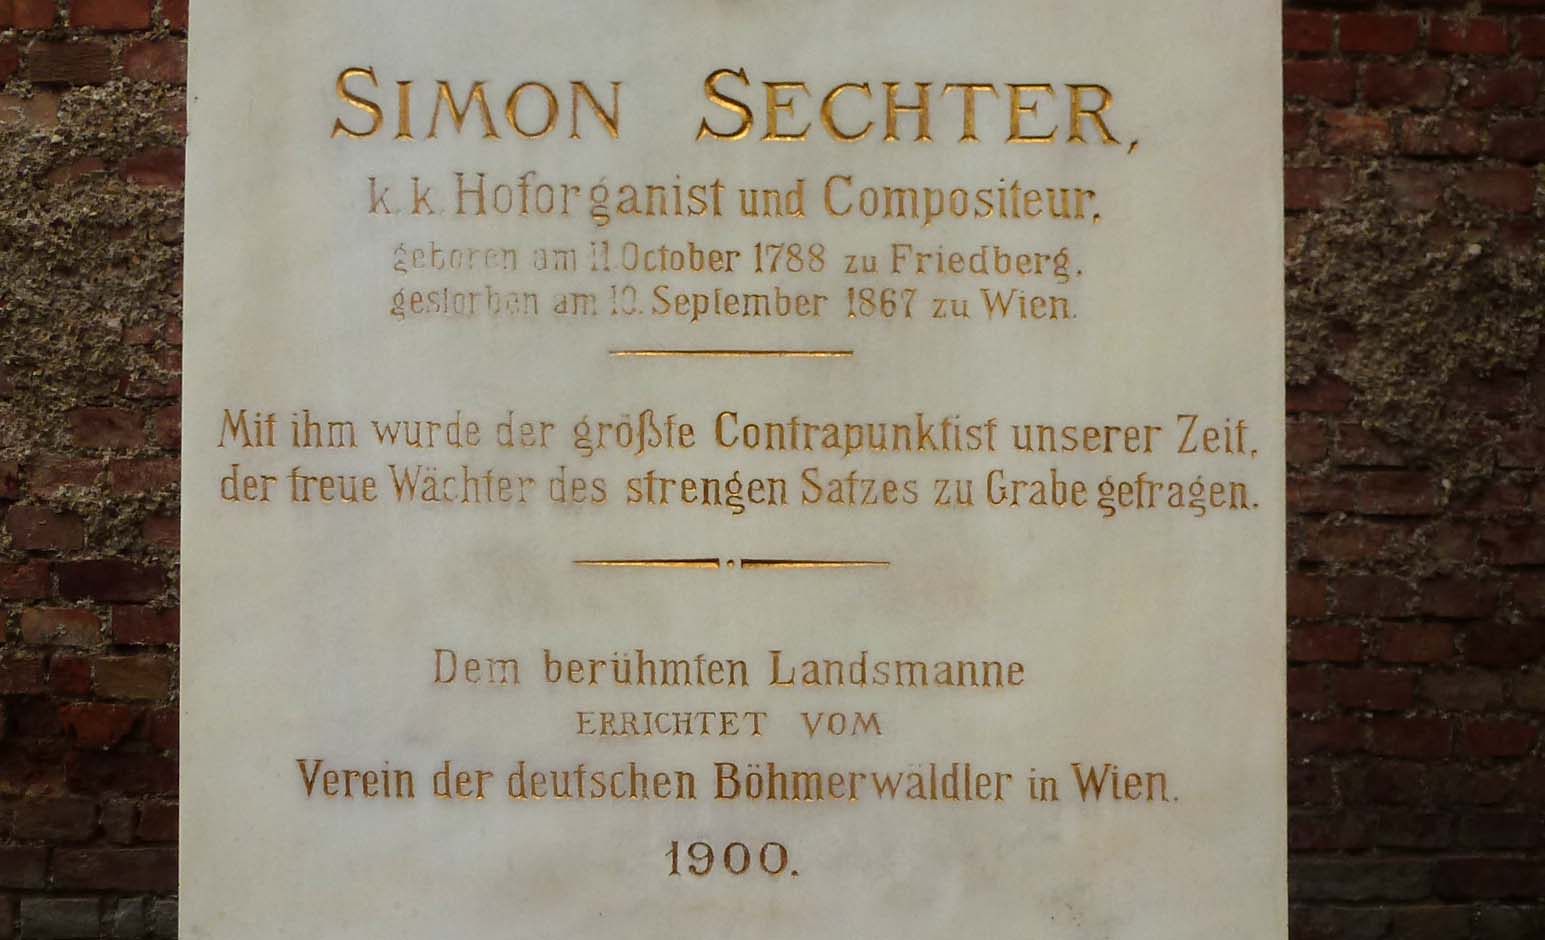 SIMON SECHTER,
k. k. Hoforganist und Compositeur,
geboren am 11. October 1788 zu Friedberg,
gestorben am 10. September 1867 zu Wien.
Mit ihm wurde der größte Contrapunktist unserer Zeit,
der treue Wächter des strengen Satzes zu Grabe getragen.
Dem berühmten Landsmanne
ERRICHTET VOM
Verein der deutschen Böhmerwäldler in Wien.
1900.